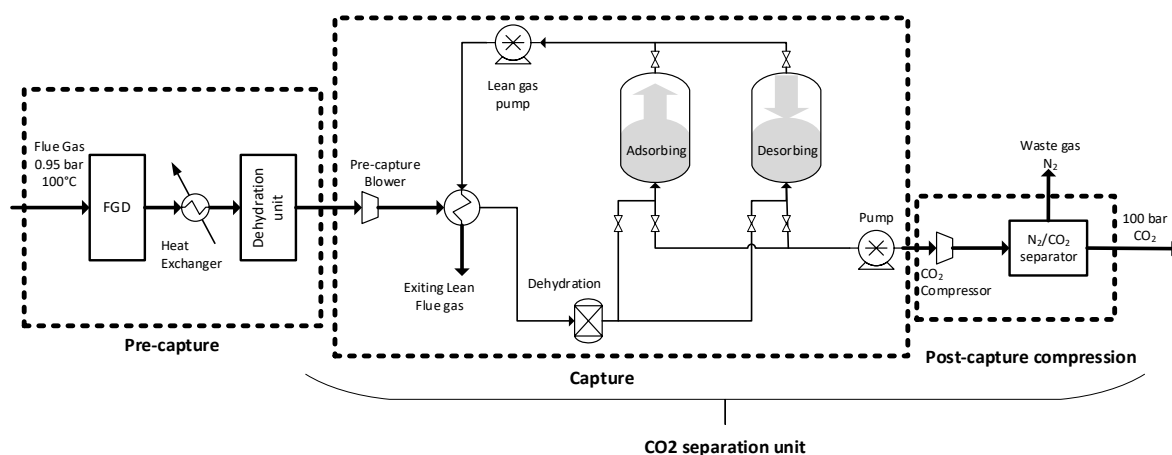 Flue Gas
0.95 bar
100°C
FGD
Heat
Exchanger
Dehydration
unit
Pre-capture
Pre-capture
Blower
Lean gas
pump
Exiting Lean
Flue gas
Dehydration
Adsorbing
Desorbing
Pump
Capture
Waste gas
N₂
CO₂
Compressor
N₂/CO₂
separator
100 bar
CO₂
Post-capture compression
CO2 separation unit